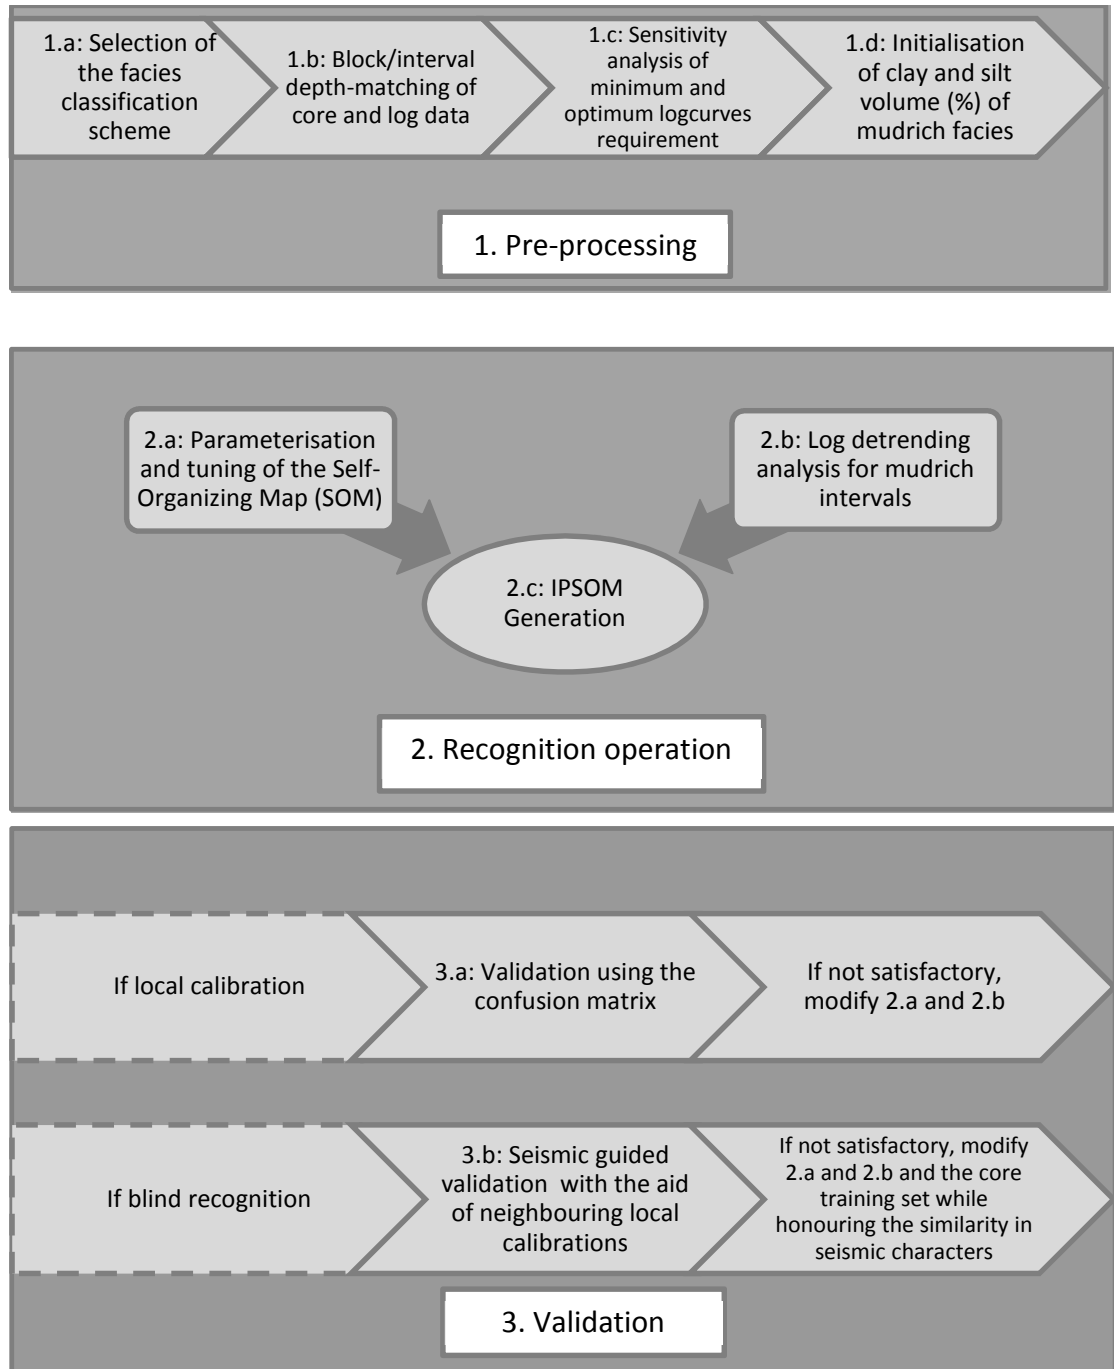 1.a: Selection of
the facies
classification
scheme
1.b: Block/interval
depth-matching of
core and log data
1.c: Sensitivity
analysis of
minimum and
optimum logcurves
requirement
1.d: Initialisation
of clay and silt
volume (%) of
mudrich facies
1. Pre-processing
2.a: Parameterisation
and tuning of the Self-
Organizing Map (SOM)
2.b: Log detrending
analysis for mudrich
intervals
2.c: IPSOM
Generation
2. Recognition operation
If local calibration
3.a: Validation using the
confusion matrix
If not satisfactory,
modify 2.a and 2.b
If blind recognition
3.b: Seismic guided
validation with the aid
of neighbouring local
calibrations
If not satisfactory, modify
2.a and 2.b and the core
training set while
honouring the similarity in
seismic characters
3. Validation